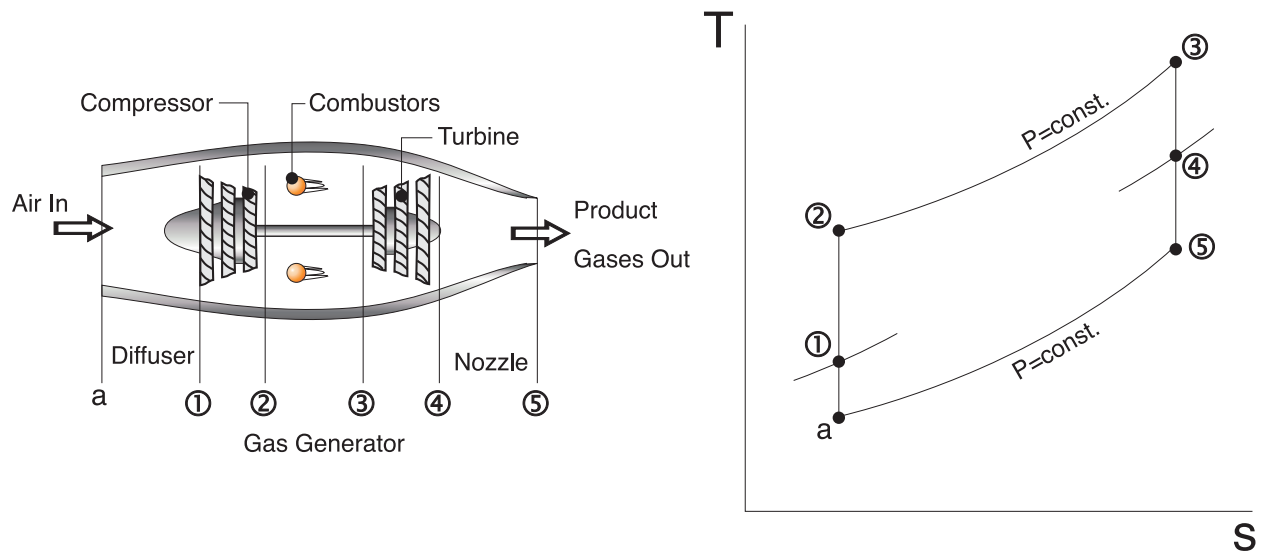 Compressor
Combustors
Turbine
Air In
Product
Gases Out
Diffuser
Nozzle
a
①
②
③
④
⑤
Gas Generator
T
③
P=const.
④
②
⑤
①
P=const.
a
S